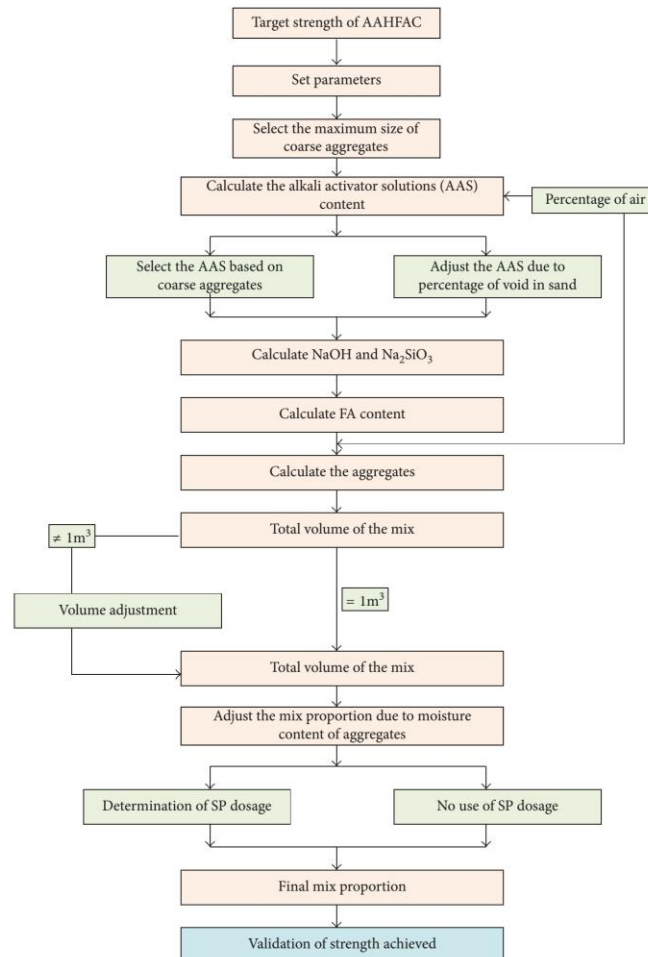 Target strength of AAHFAC
Set parameters
Select the maximum size of
coarse aggregates
Calculate the alkali activator solutions (AAS)
content
Percentage of air
Select the AAS based on
coarse aggregates
Adjust the AAS due to
percentage of void in sand
Calculate NaOH and Na₂SiO₃
Calculate FA content
Calculate the aggregates
Total volume of the mix
≠ 1m³
= 1m³
Volume adjustment
Total volume of the mix
Adjust the mix proportion due to moisture
content of aggregates
Determination of SP dosage
No use of SP dosage
Final mix proportion
Validation of strength achieved